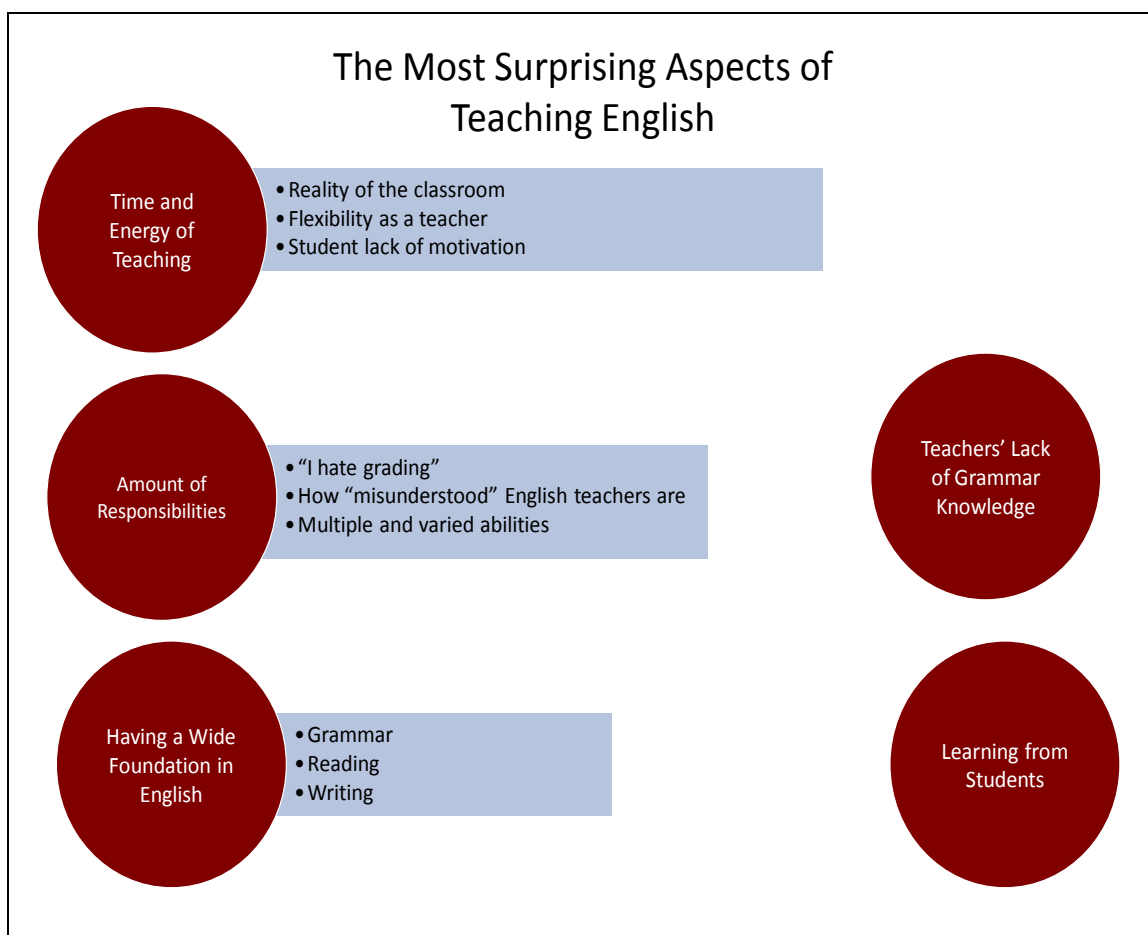 The Most Surprising Aspects of
Teaching English
Time and
Energy of
Teaching
•Reality of the classroom
•Flexibility as a teacher
•Student lack of motivation
Amount of
Responsibilities
•“I hate grading”
•How “misunderstood” English teachers are
•Multiple and varied abilities
Teachers’ Lack
of Grammar
Knowledge
Having a Wide
Foundation in
English
•Grammar
•Reading
•Writing
Learning from
Students